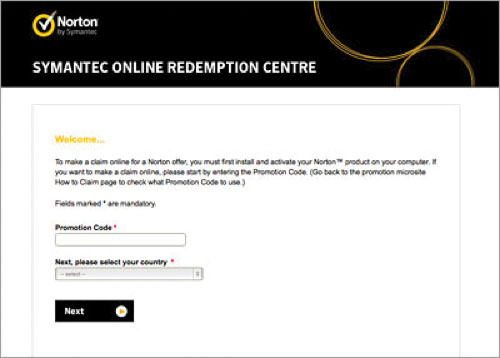 Norton
by Symantec
SYMANTEC ONLINE REDEMPTION CENTRE
Welcome...
To make a claim online for a Norton offer, you must first install and activate your Norton™ product on your computer. If
you want to make a claim online, please start by entering the Promotion Code. (Go back to the promotion microsite
How to Claim page to check what Promotion Code to use.)
Fields marked * are mandatory.
Promotion Code *
Next, please select your country *
-- select --
Next